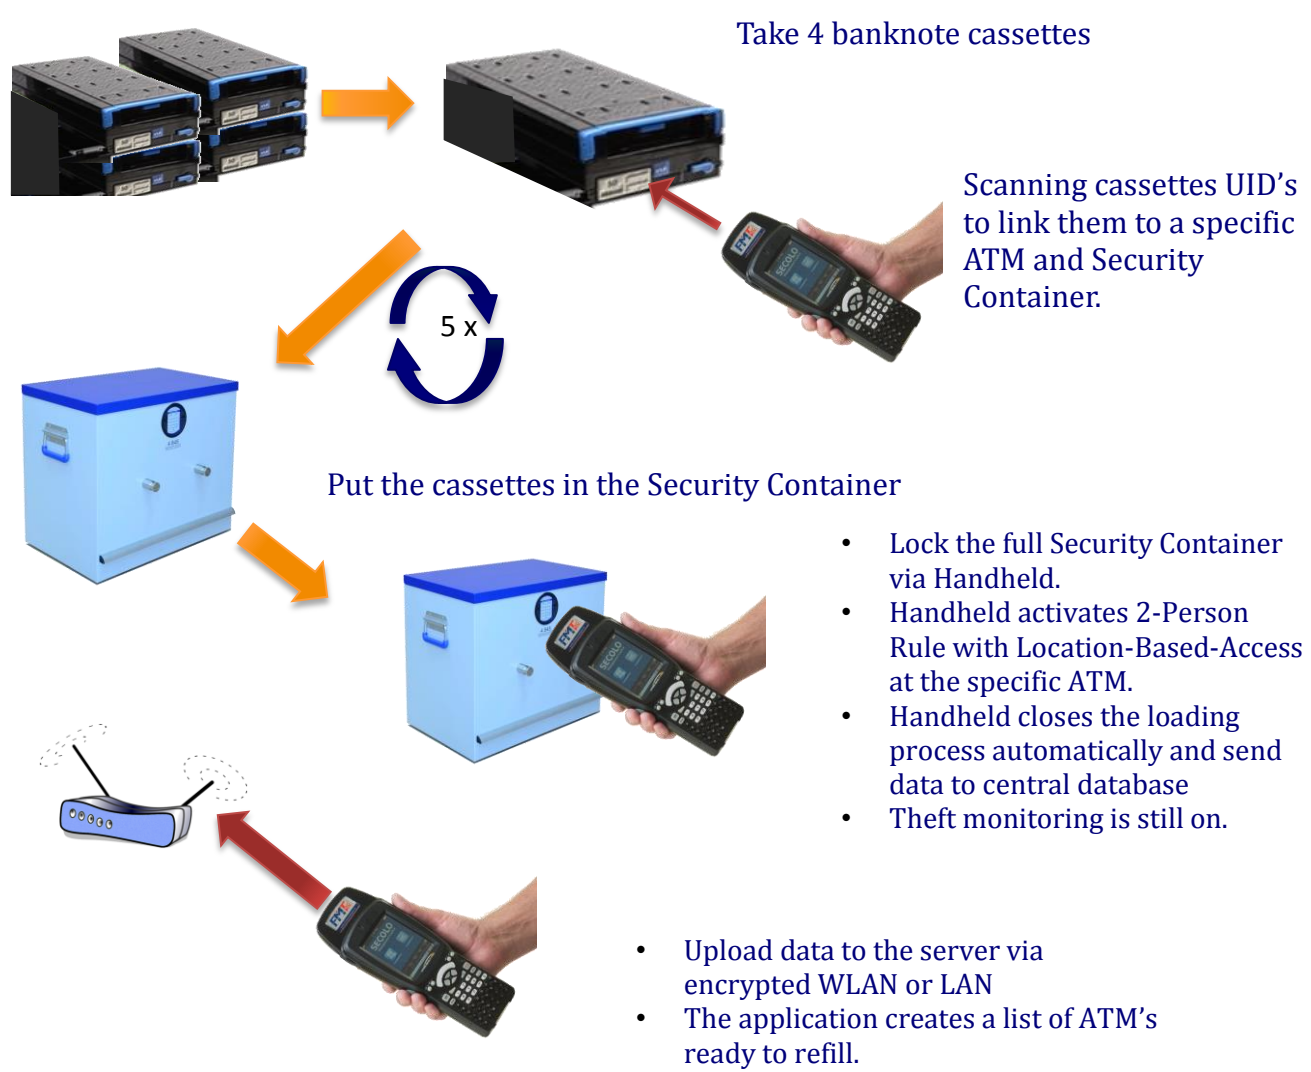 Take 4 banknote cassettes
Scanning cassettes UID’s
to link them to a specific
ATM and Security
Container.
5 x
Put the cassettes in the Security Container
• Lock the full Security Container
via Handheld.
• Handheld activates 2-Person
Rule with Location-Based-Access
at the specific ATM.
• Handheld closes the loading
process automatically and send
data to central database
• Theft monitoring is still on.
• Upload data to the server via
encrypted WLAN or LAN
• The application creates a list of ATM’s
ready to refill.
SECOLO
SECOLO
SECOLO